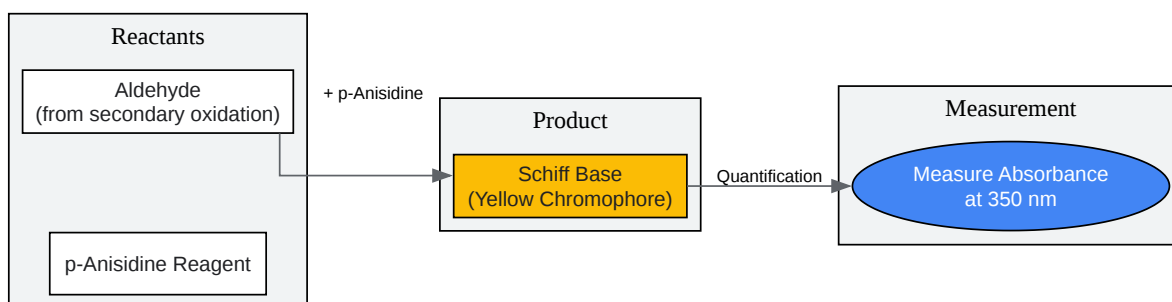 Reactants
Aldehyde
(from secondary oxidation)
p-Anisidine Reagent
+ p-Anisidine
Product
Schiff Base
(Yellow Chromophore)
Quantification
Measurement
Measure Absorbance
at 350 nm